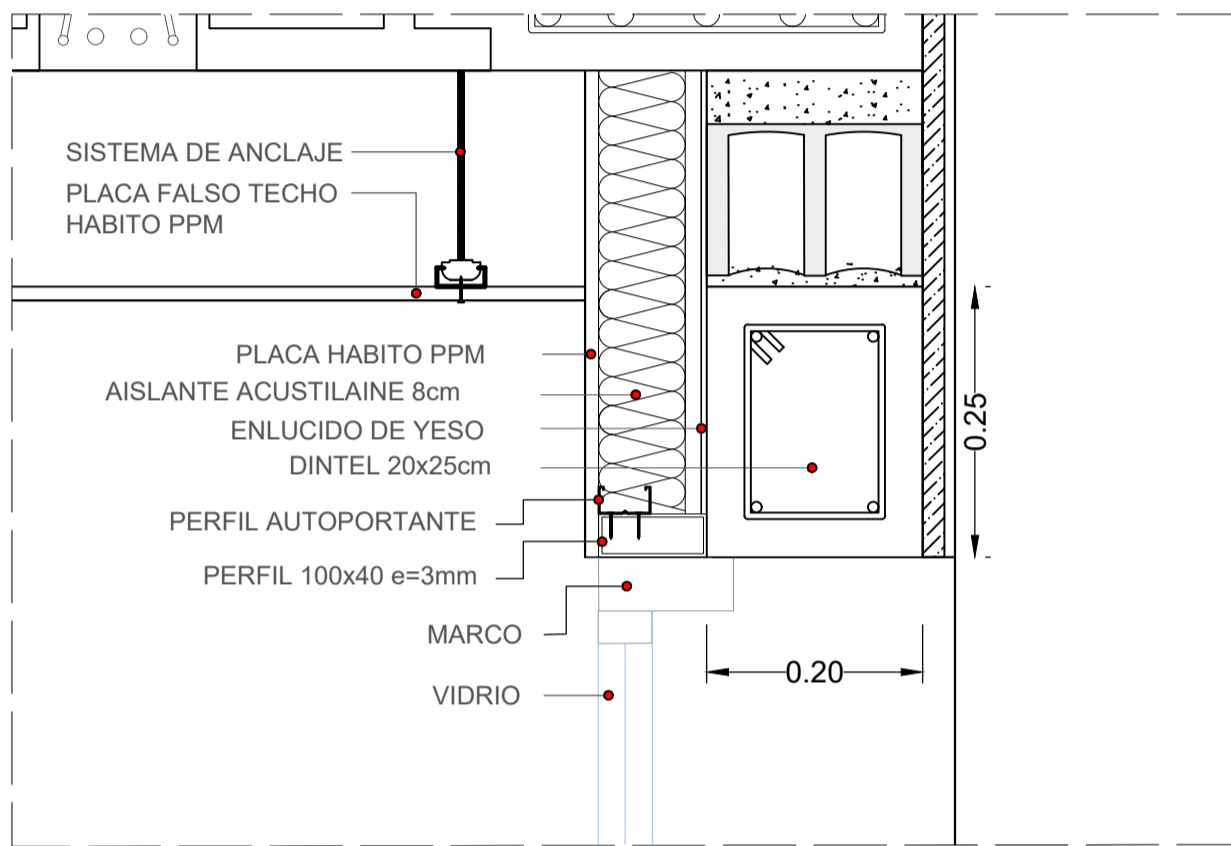 SISTEMA DE ANCLAJE
PLACA FALSO TECHO
HABITO PPM
PLACA HABITO PPM
AISLANTE ACUSTILAINE 8cm
ENLUCIDO DE YESO
DINTEL 20x25cm
PERFIL AUTOPORTANTE
PERFIL 100x40 e=3mm
MARCO
VIDRIO
0.25
0.20